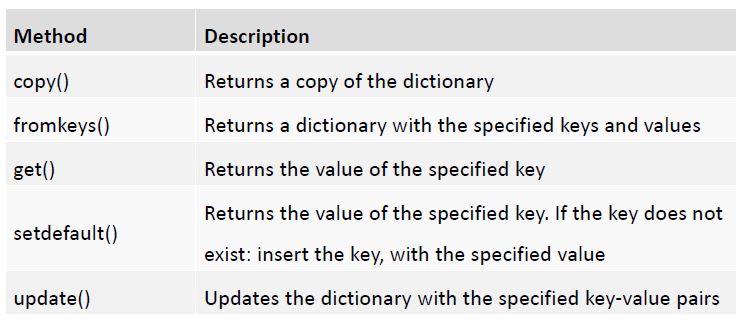 Method Description
copy() Returns a copy of the dictionary
fromkeys() Returns a dictionary with the specified keys and values
get() Returns the value of the specified key
setdefault() Returns the value of the specified key. If the key does not
exist: insert the key, with the specified value
update() Updates the dictionary with the specified key-value pairs